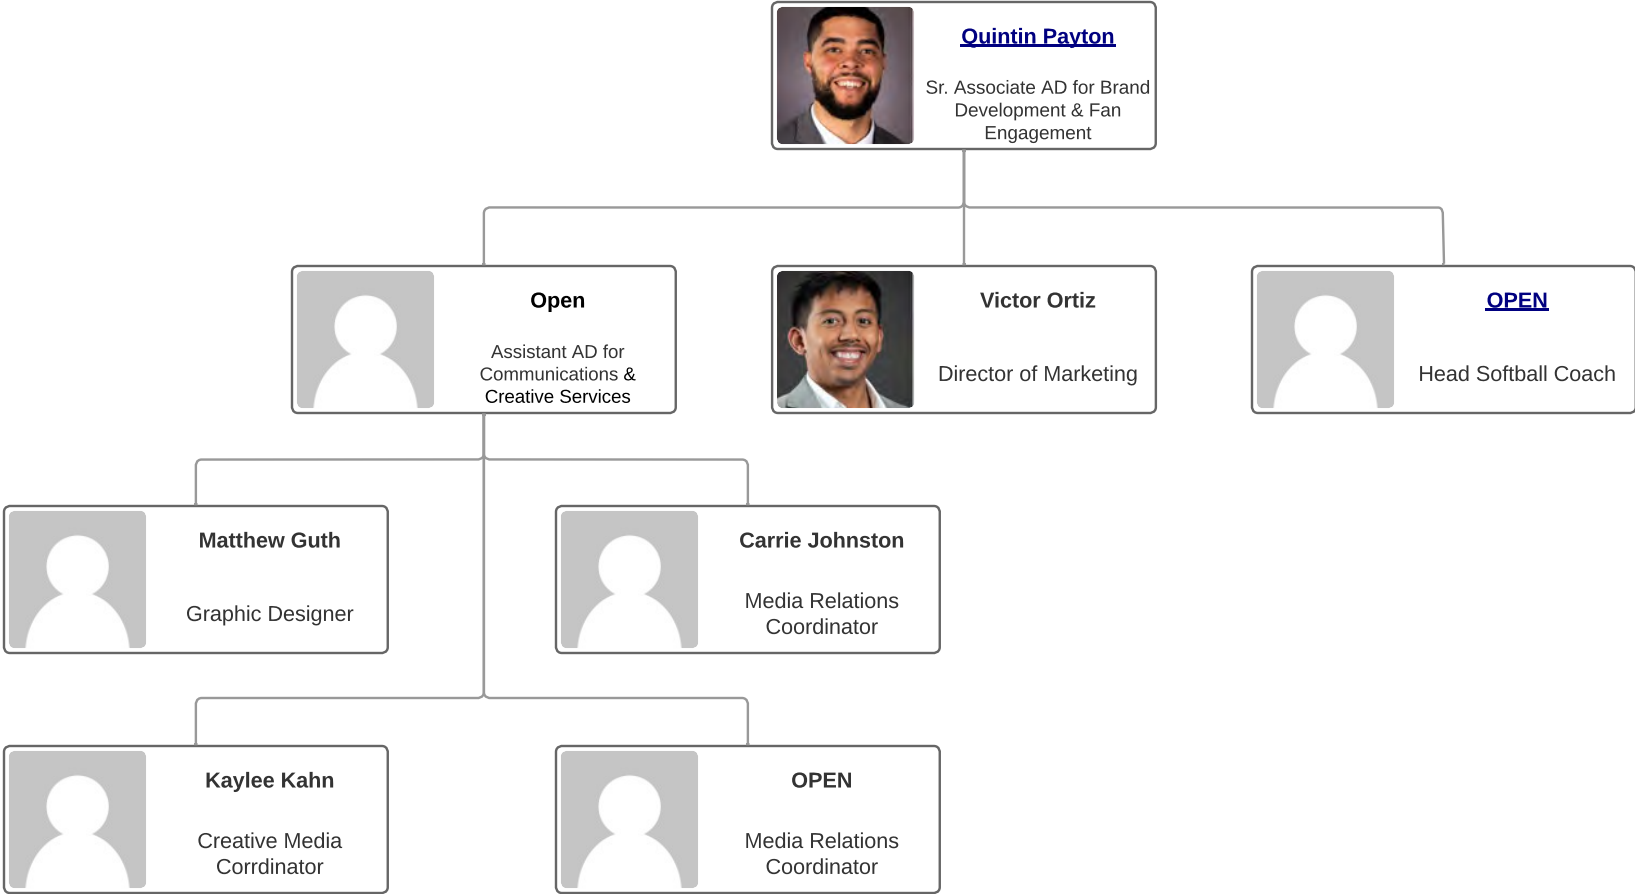 Quintin Payton
Sr. Associate AD for Brand
Development & Fan
Engagement
Open
Assistant AD for
Communications &
Creative Services
Victor Ortiz
Director of Marketing
OPEN
Head Softball Coach
Matthew Guth
Graphic Designer
Carrie Johnston
Media Relations
Coordinator
Kaylee Kahn
Creative Media
Corrdinator
OPEN
Media Relations
Coordinator